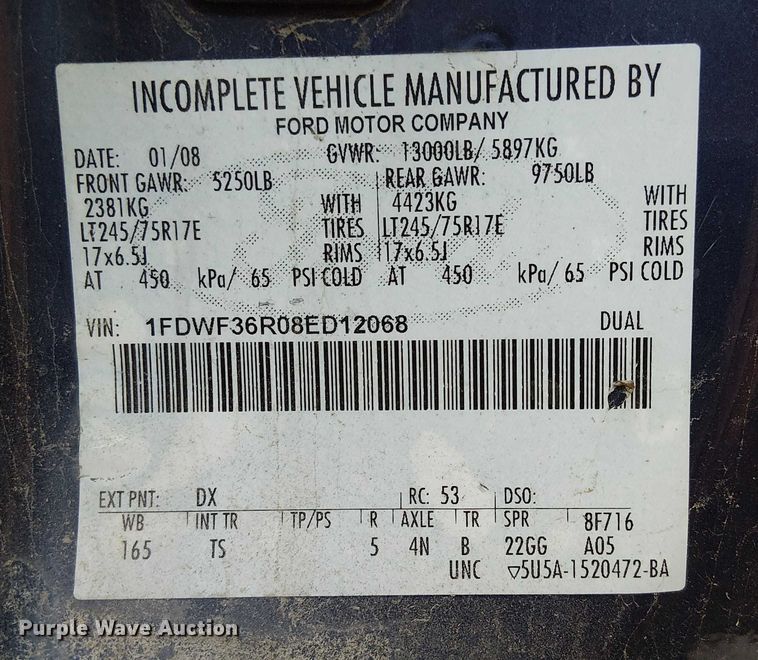 INCOMPLETE VEHICLE MANUFACTURED BY
FORD MOTOR COMPANY
DATE: 01/08 GVWR: 13000LB/ 5897KG
FRONT GAWR: 5250LB REAR GAWR: 9750LB
2381KG WITH 4423KG WITH
LT245/75R17E TIRES LT245/75R17E TIRES
17x6.5J RIMS 17x6.5J RIMS
AT 450 kPa/ 65 PSI COLD AT 450 kPa/ 65 PSI COLD
VIN: 1FDWF36R08ED12068 DUAL
EXT PNT: DX RC: 53 DSO:
WB INT TR TP/PS R AXLE TR SPR 8F716
165 TS 5 4N B 22GG A05
UNC ▽5U5A-1520472-BA
Purple Wave Auction